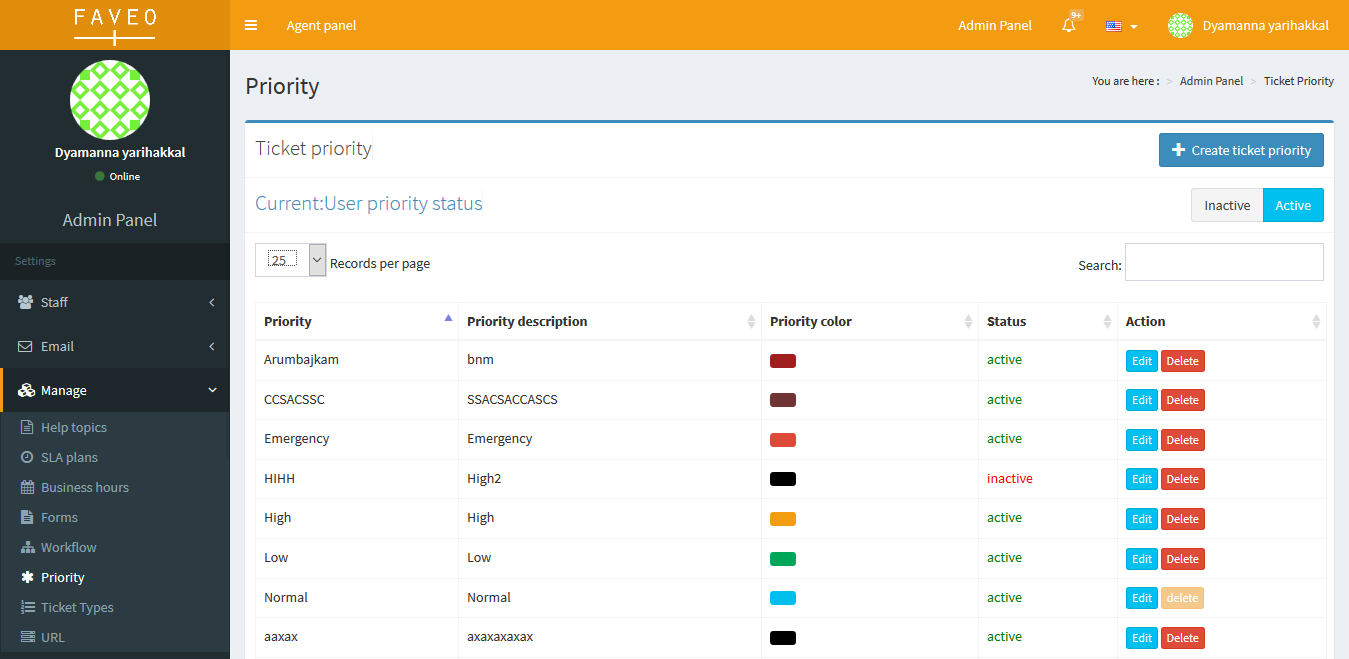 FAVEO
Agent panel
Admin Panel
9+
Dyamanna yarihakkal
Dyamanna yarihakkal
Online
Admin Panel
Settings
Staff
Email
Manage
Help topics
SLA plans
Business hours
Forms
Workflow
Priority
Ticket Types
URL
Priority
You are here : > Admin Panel > Ticket Priority
Ticket priority
Create ticket priority
Current:User priority status
Inactive Active
25 Records per page
Search:
Priority Priority description Priority color Status Action
Arumbajkam bnm active Edit Delete
CCSACSSC SSACSACCASCS active Edit Delete
Emergency Emergency active Edit Delete
HIHH High2 inactive Edit Delete
High High active Edit Delete
Low Low active Edit Delete
Normal Normal active Edit delete
aaxax axaxaxaxax active Edit Delete